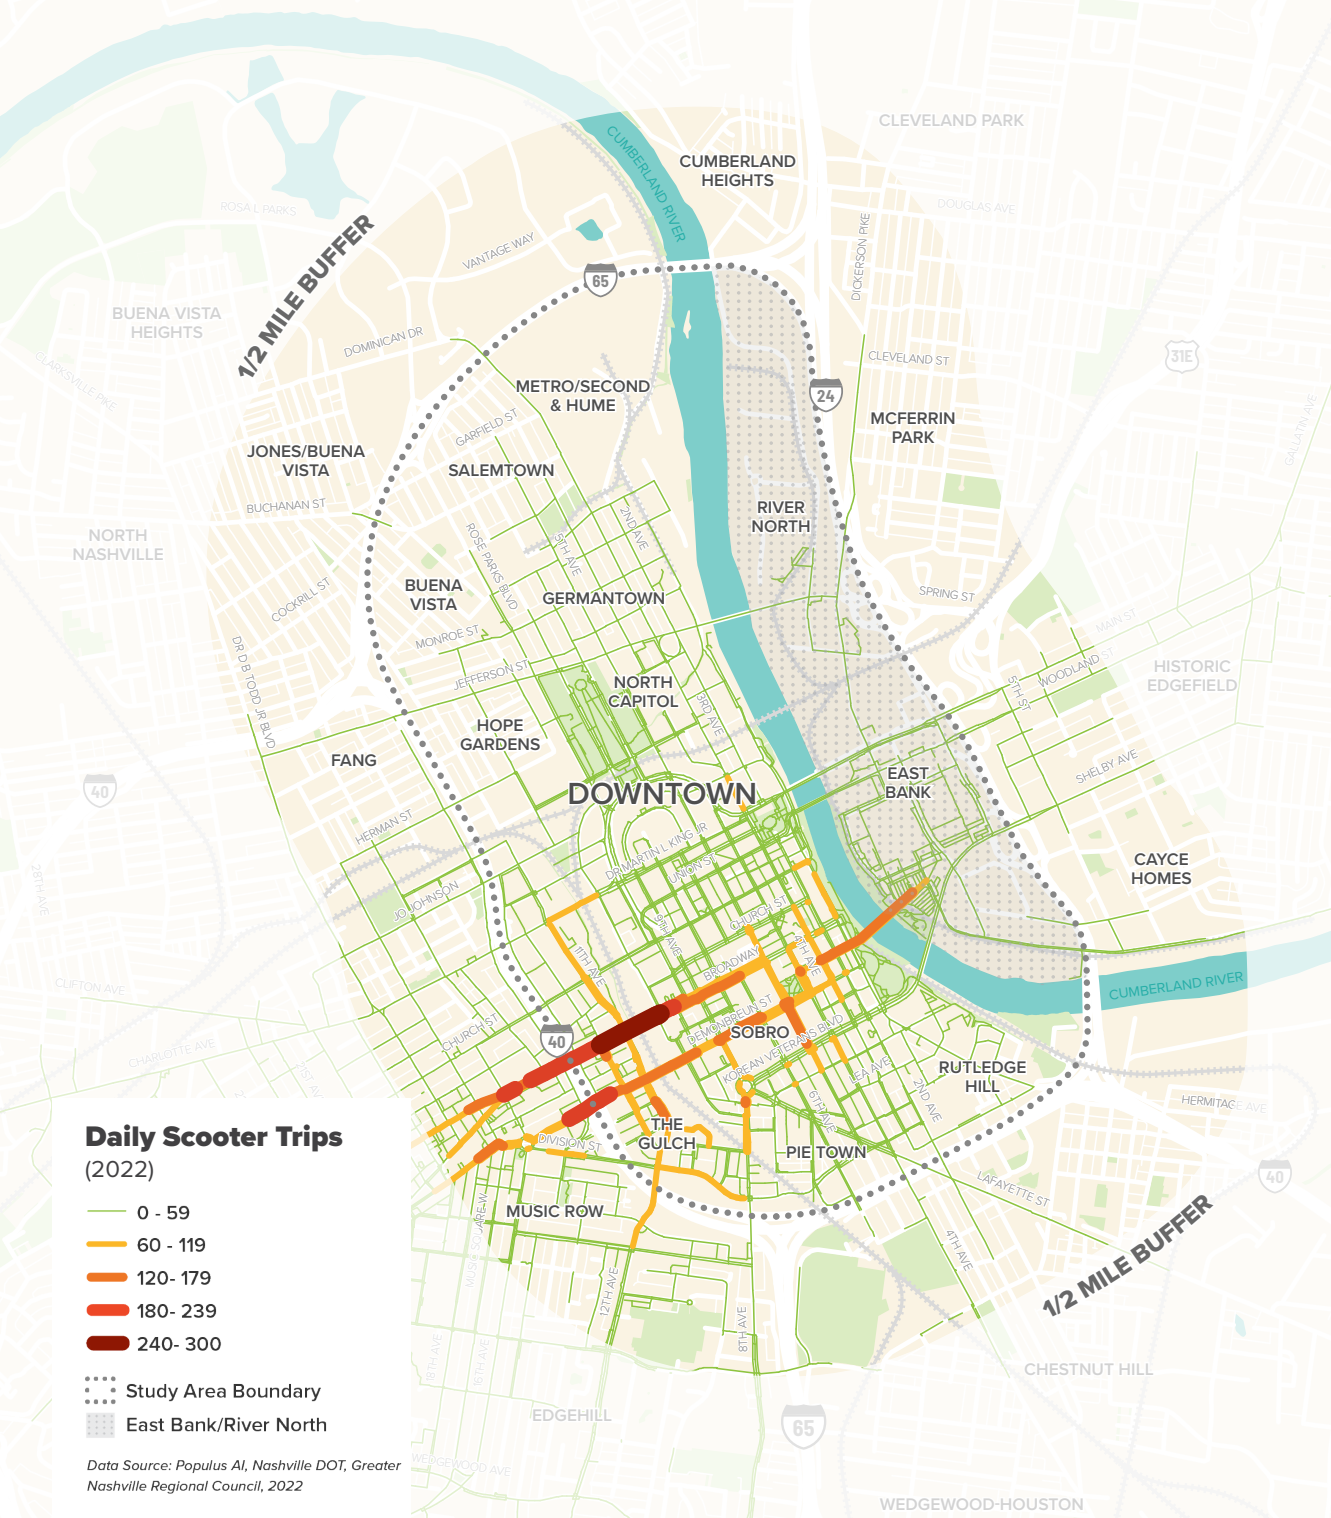 CLEVELAND PARK
CUMBERLAND
HEIGHTS
CUMBERLAND RIVER
ROSA L PARKS
DOUGLAS AVE
1/2 MILE BUFFER
VANTAGE WAY
DICKERSON PIKE
65
BUENA VISTA
HEIGHTS
DOMINICAN DR
CLARKSVILLE PIKE
CLEVELAND ST
31E
METRO/SECOND
& HUME
24
GARFIELD ST
MCFERRIN
PARK
GALLATIN AVE
JONES/BUENA
VISTA
SALEMTOWN
BUCHANAN ST
RIVER
NORTH
2ND AVE
NORTH
NASHVILLE
ROSE PARKS BLVD
5TH AVE
BUENA
VISTA
COCKRILL ST
GERMANTOWN
SPRING ST
MAIN ST
MONROE ST
DR D B TODD JR BLVD
JEFFERSON ST
WOODLAND ST
HISTORIC
EDGEFIELD
NORTH
CAPITOL
5TH ST
3RD AVE
HOPE
GARDENS
FANG
SHELBY AVE
40
EAST
BANK
DOWNTOWN
HERMAN ST
DR MARTIN L KING JR
UNION ST
CAYCE
HOMES
28TH AVE
JO JOHNSON
CHURCH ST
9TH AVE
4TH AVE
11TH AVE
BROADWAY
CLIFTON AVE
CUMBERLAND RIVER
DEMONBREUN ST
SOBRO
CHURCH ST
40
KOREAN VETERANS BLVD
CHARLOTTE AVE
LEA AVE
RUTLEDGE
HILL
2ND AVE
6TH AVE
HERMITAGE AVE
THE
GULCH
DIVISION ST
PIE TOWN
40
LAFAYETTE ST
MUSIC ROW
MUSIC SQUARE W
4TH AVE
1/2 MILE BUFFER
12TH AVE
8TH AVE
18TH AVE
16TH AVE
CHESTNUT HILL
EDGEHILL
65
WEDGEWOOD AVE
WEDGEWOOD-HOUSTON
Daily Scooter Trips
(2022)
0 - 59
60 - 119
120- 179
180- 239
240- 300
Study Area Boundary
East Bank/River North
Data Source: Populus AI, Nashville DOT, Greater
Nashville Regional Council, 2022